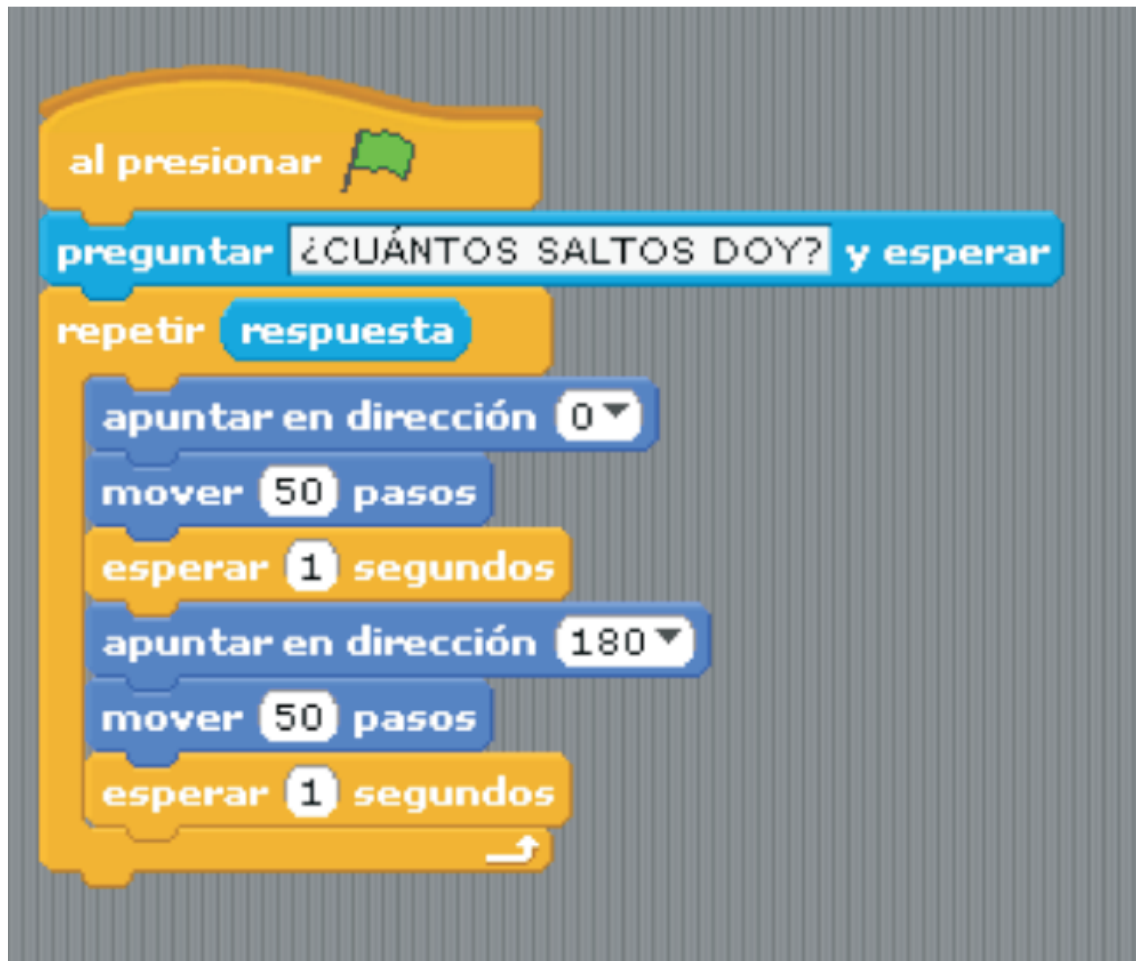 al presionar
preguntar ¿CUÁNTOS SALTOS DOY? y esperar
repetir respuesta
apuntar en dirección 0
mover 50 pasos
esperar 1 segundos
apuntar en dirección 180
mover 50 pasos
esperar 1 segundos